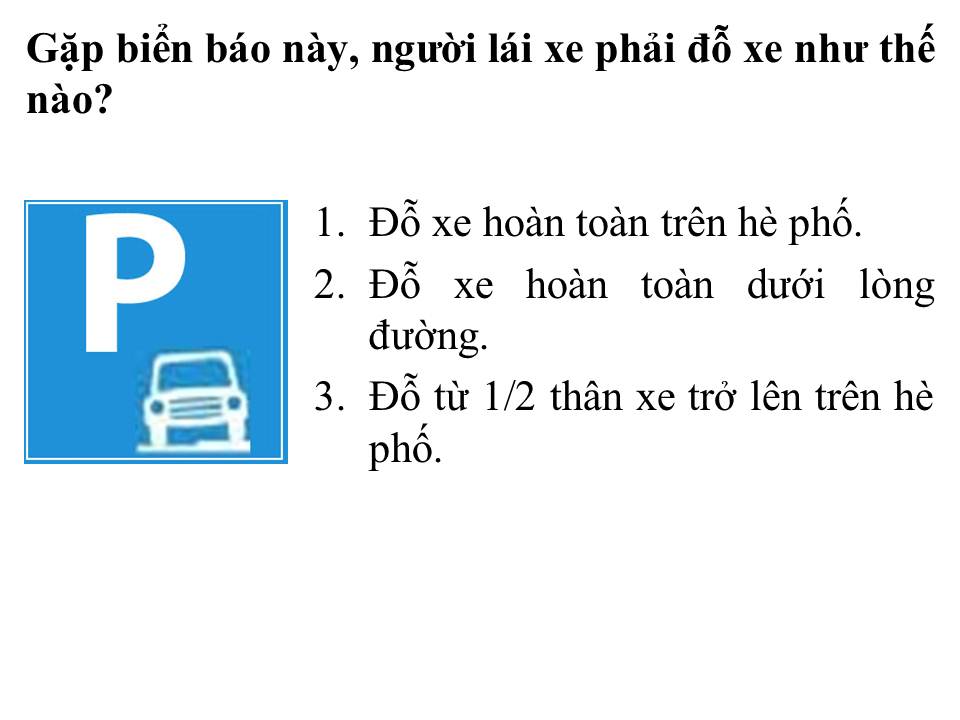 Gặp biển báo này, người lái xe phải đỗ xe như thế
nào?
P
1. Đỗ xe hoàn toàn trên hè phố.
2. Đỗ xe hoàn toàn dưới lòng
đường.
3. Đỗ từ 1/2 thân xe trở lên trên hè
phố.